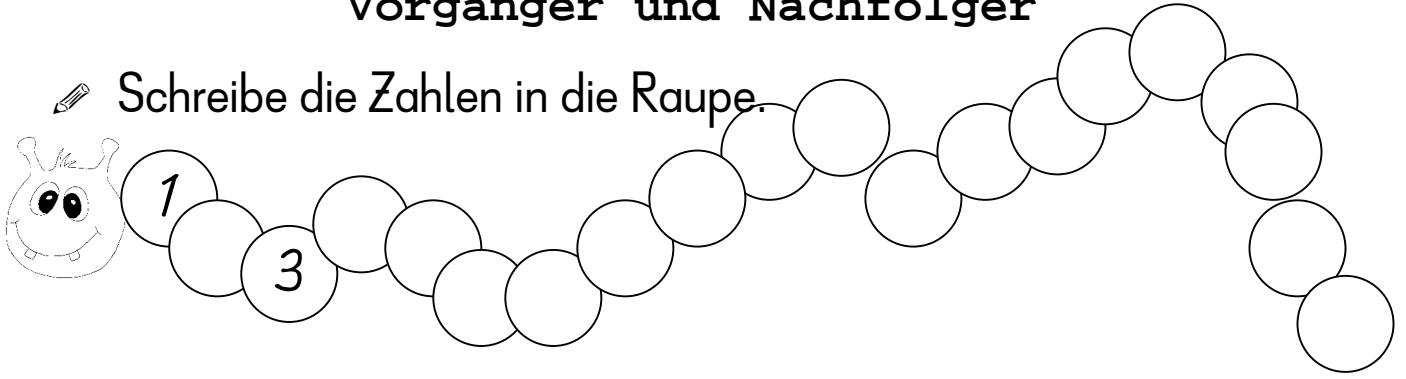 Vorgänger und Nachfolger
Schreibe die Zahlen in die Raupe.
1
3